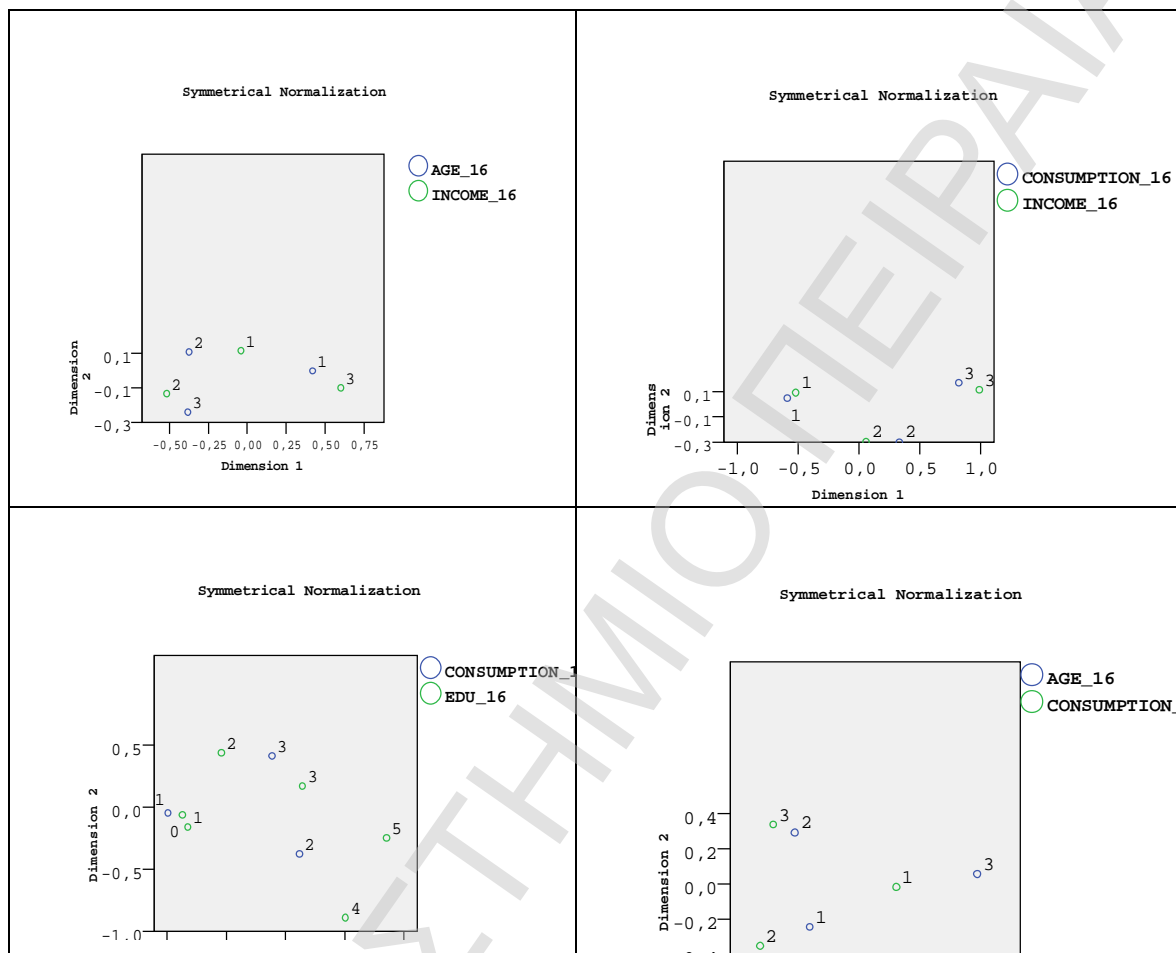 Symmetrical Normalization
AGE_16
INCOME_16
Dimension
2
0,1
-0,1
-0,3
2
1
1
2
3
3
-0,50 -0,25 0,00 0,25 0,50 0,75
Dimension 1
Symmetrical Normalization
CONSUMPTION_16
INCOME_16
Dimens
ion 2
0,1
-0,1
-0,3
1
1
3
3
2
2
-1,0 -0,5 0,0 0,5 1,0
Dimension 1
Symmetrical Normalization
CONSUMPTION_1
EDU_16
Dimension 2
0,5
0,0
-0,5
-1,0
2
3
3
1
0
1
2
5
4
Symmetrical Normalization
AGE_16
CONSUMPTION_
Dimension 2
0,4
0,2
0,0
-0,2
3
2
1
3
1
2
ΣΤΗΜΙΟ ΠΕΙΡΑΙΑ